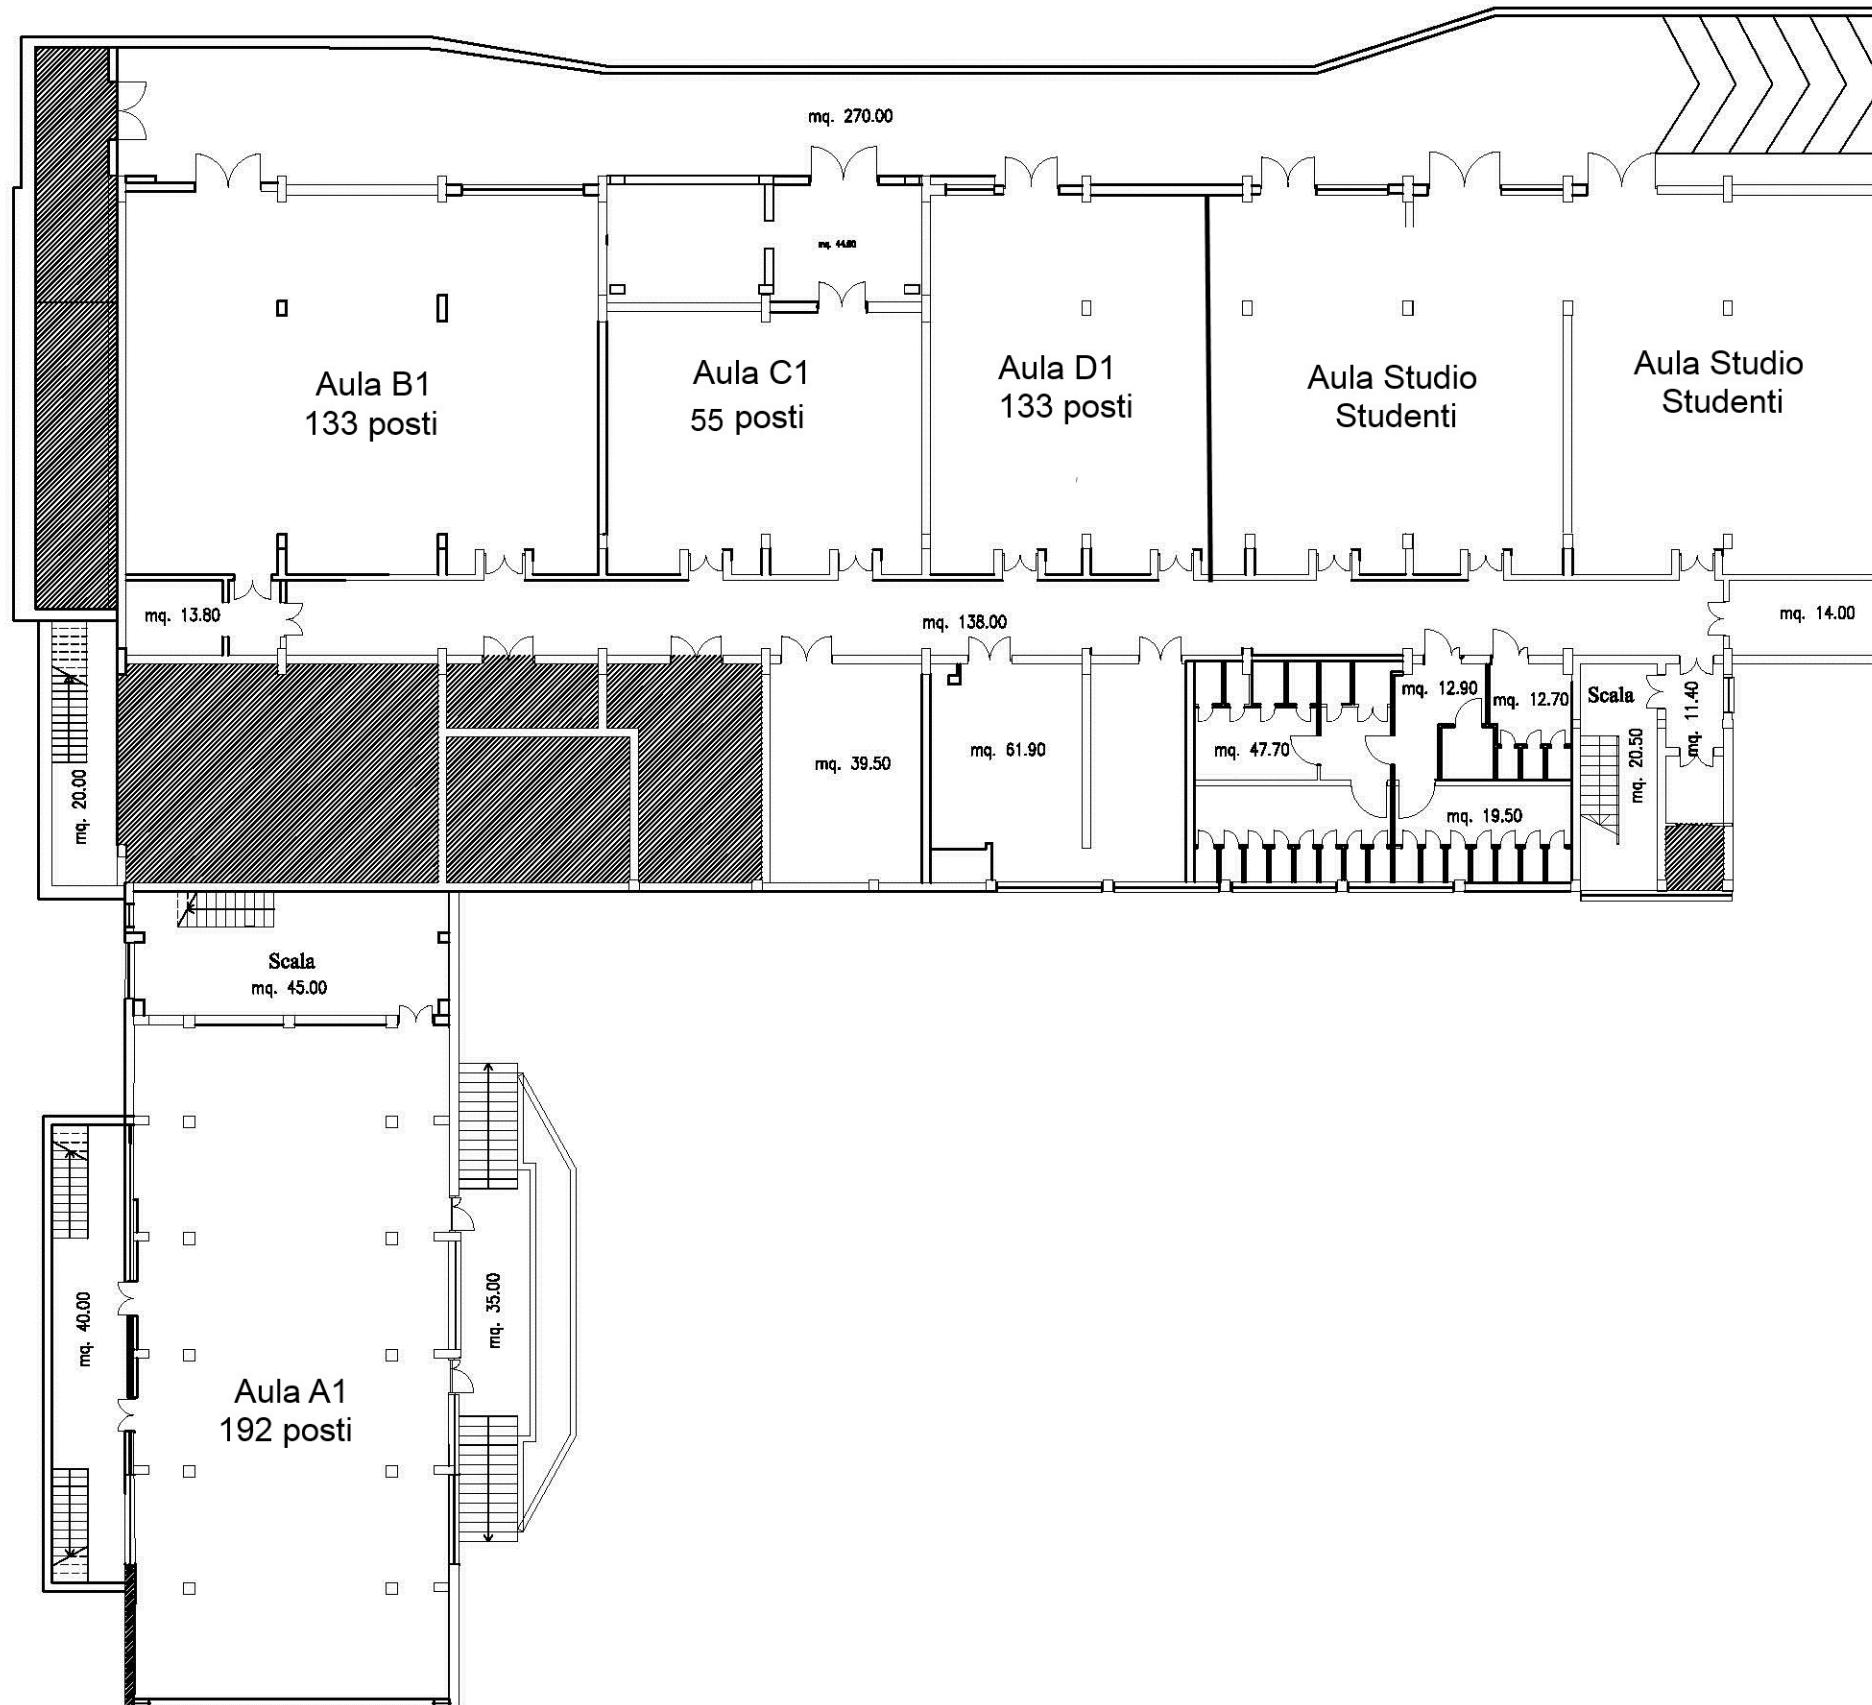 mq. 270.00
mq. 44.80
Aula B1
133 posti
Aula C1
55 posti
Aula D1
133 posti
Aula Studio
Studenti
Aula Studio
Studenti
mq. 13.80
mq. 138.00
mq. 14.00
mq. 20.00
mq. 39.50
mq. 61.90
mq. 47.70
mq. 12.90
mq. 12.70
mq. 19.50
Scala
mq. 20.50
mq. 11.40
Scala
mq. 45.00
mq. 40.00
mq. 35.00
Aula A1
192 posti